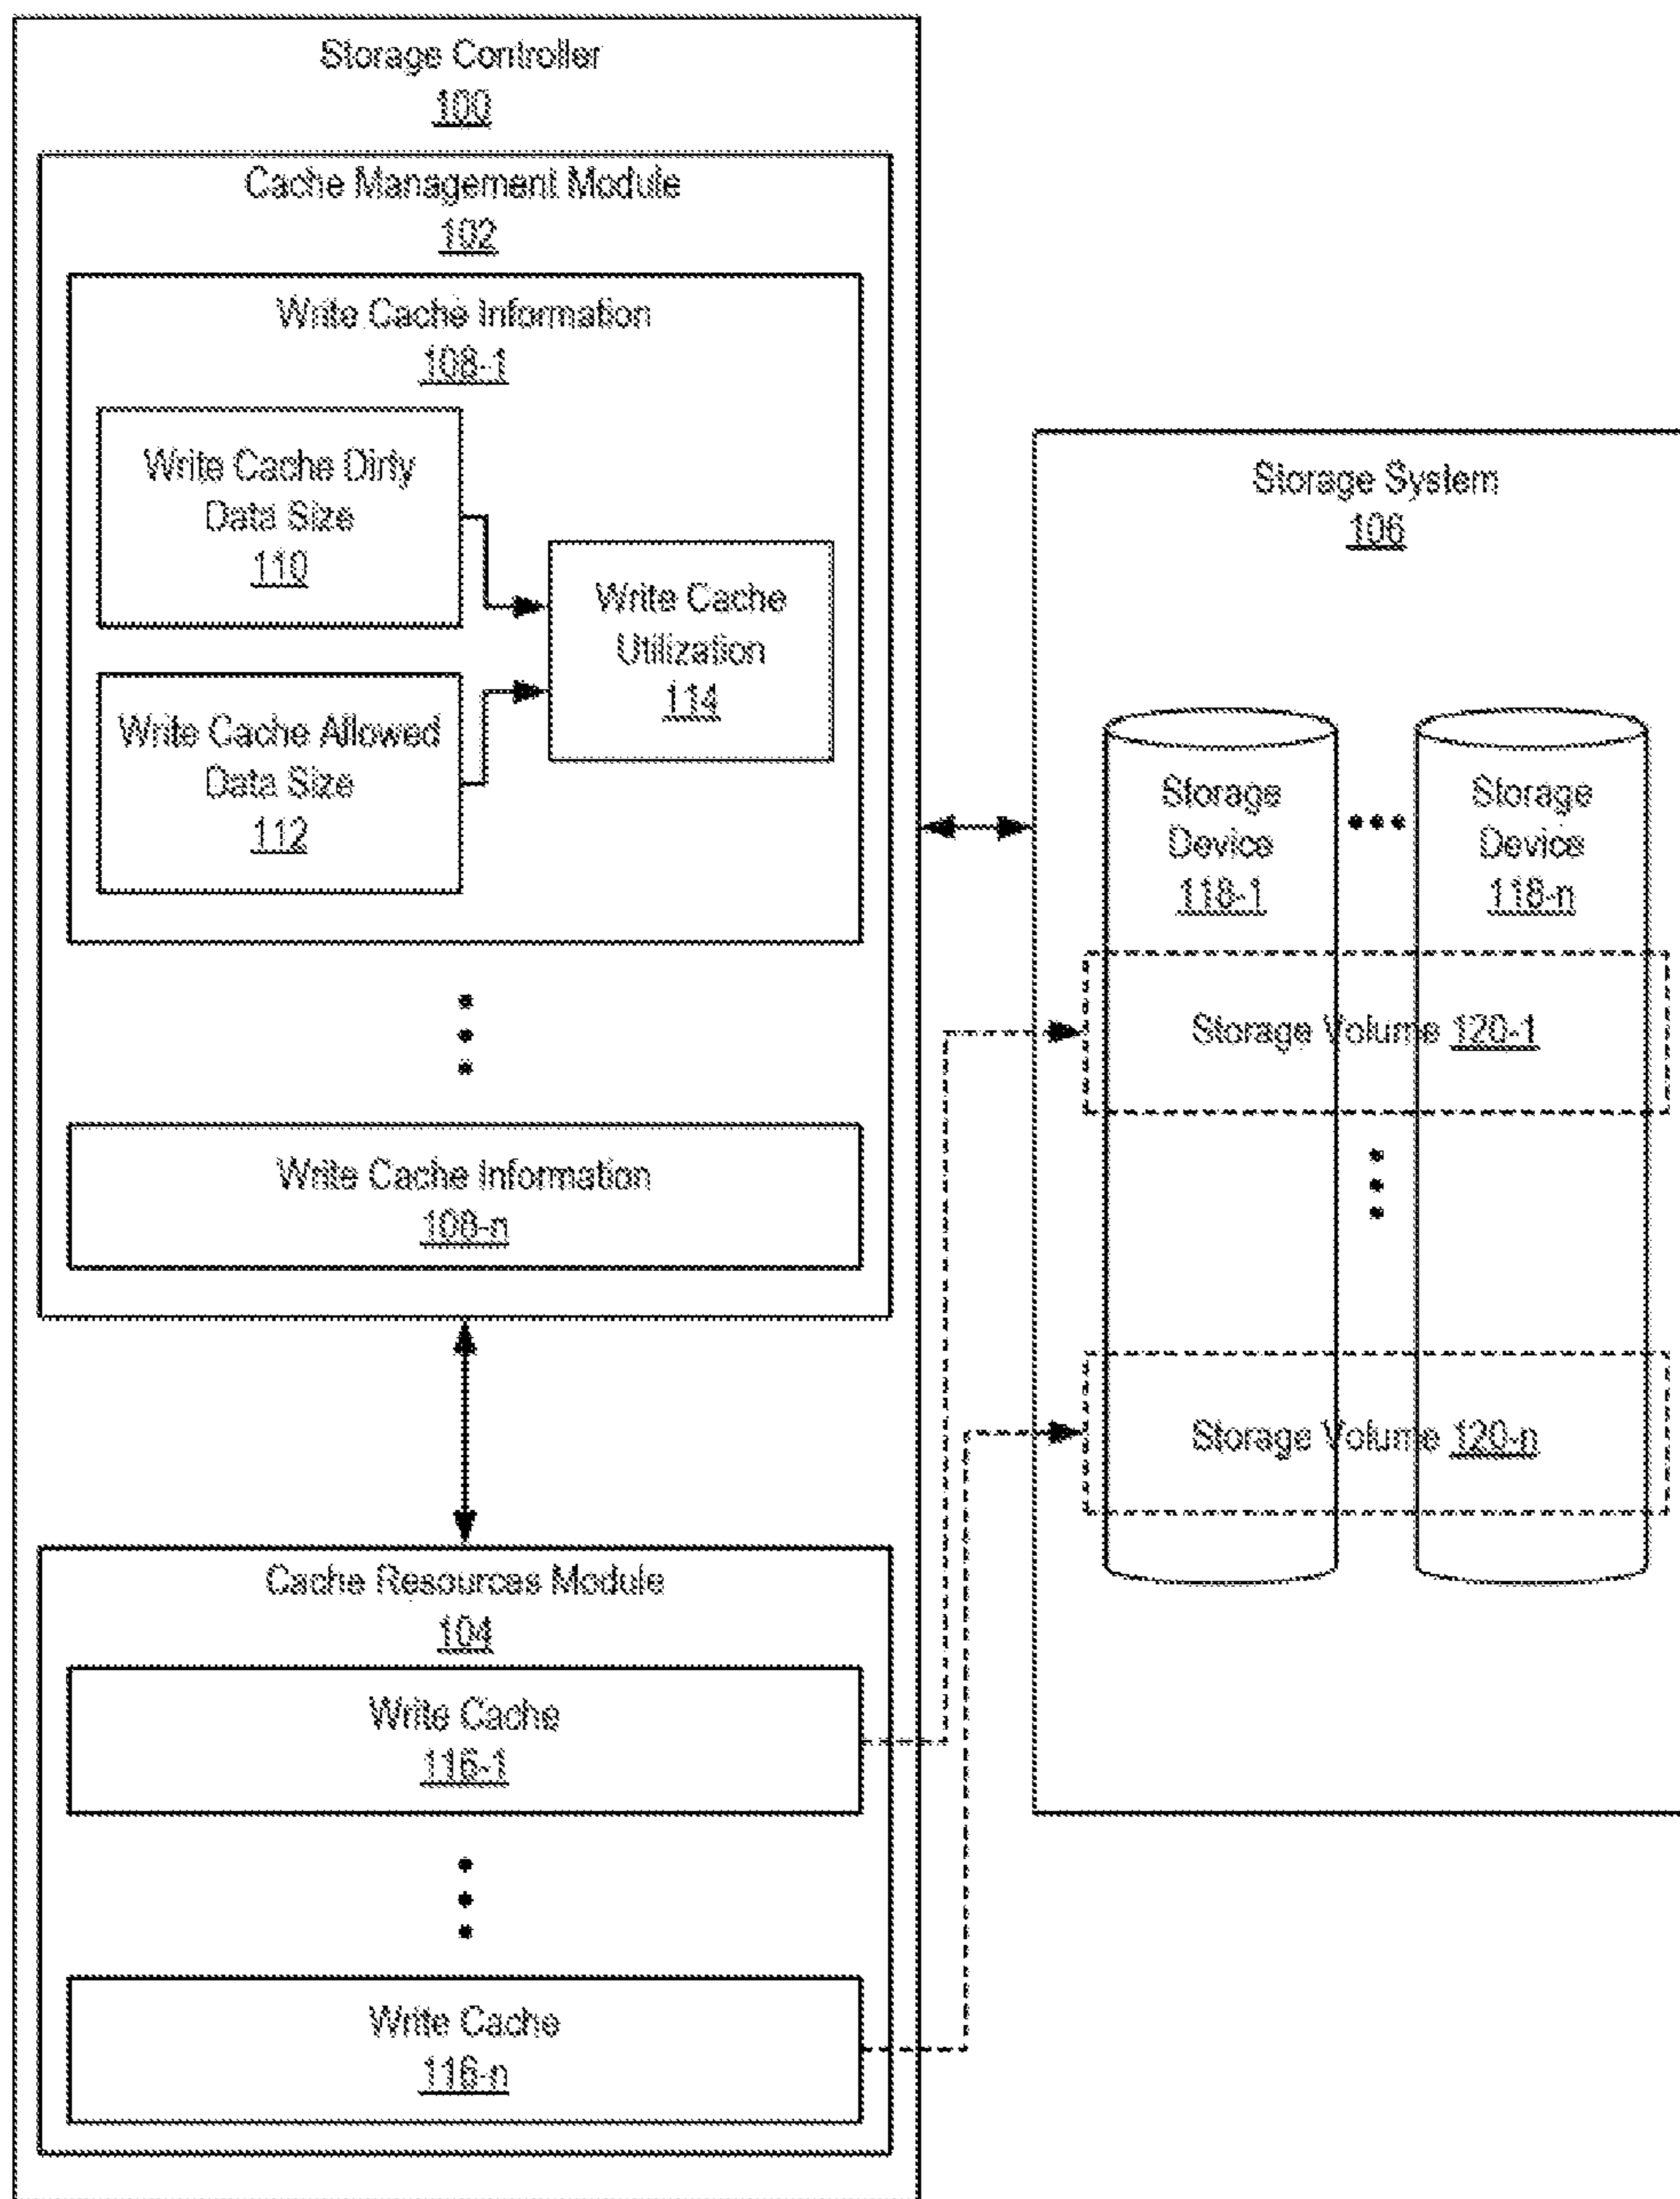 Storage Controller
100
Cache Management Module
102
Write Cache Information
108-1
Write Cache Dirty
Data Size
110
Write Cache Allowed
Data Size
112
Write Cache
Utilization
114
Write Cache Information
108-n
Cache Resources Module
104
Write Cache
116-1
Write Cache
116-n
Storage System
106
Storage
Device
118-1
Storage
Device
118-n
Storage Volume 120-1
Storage Volume 120-n